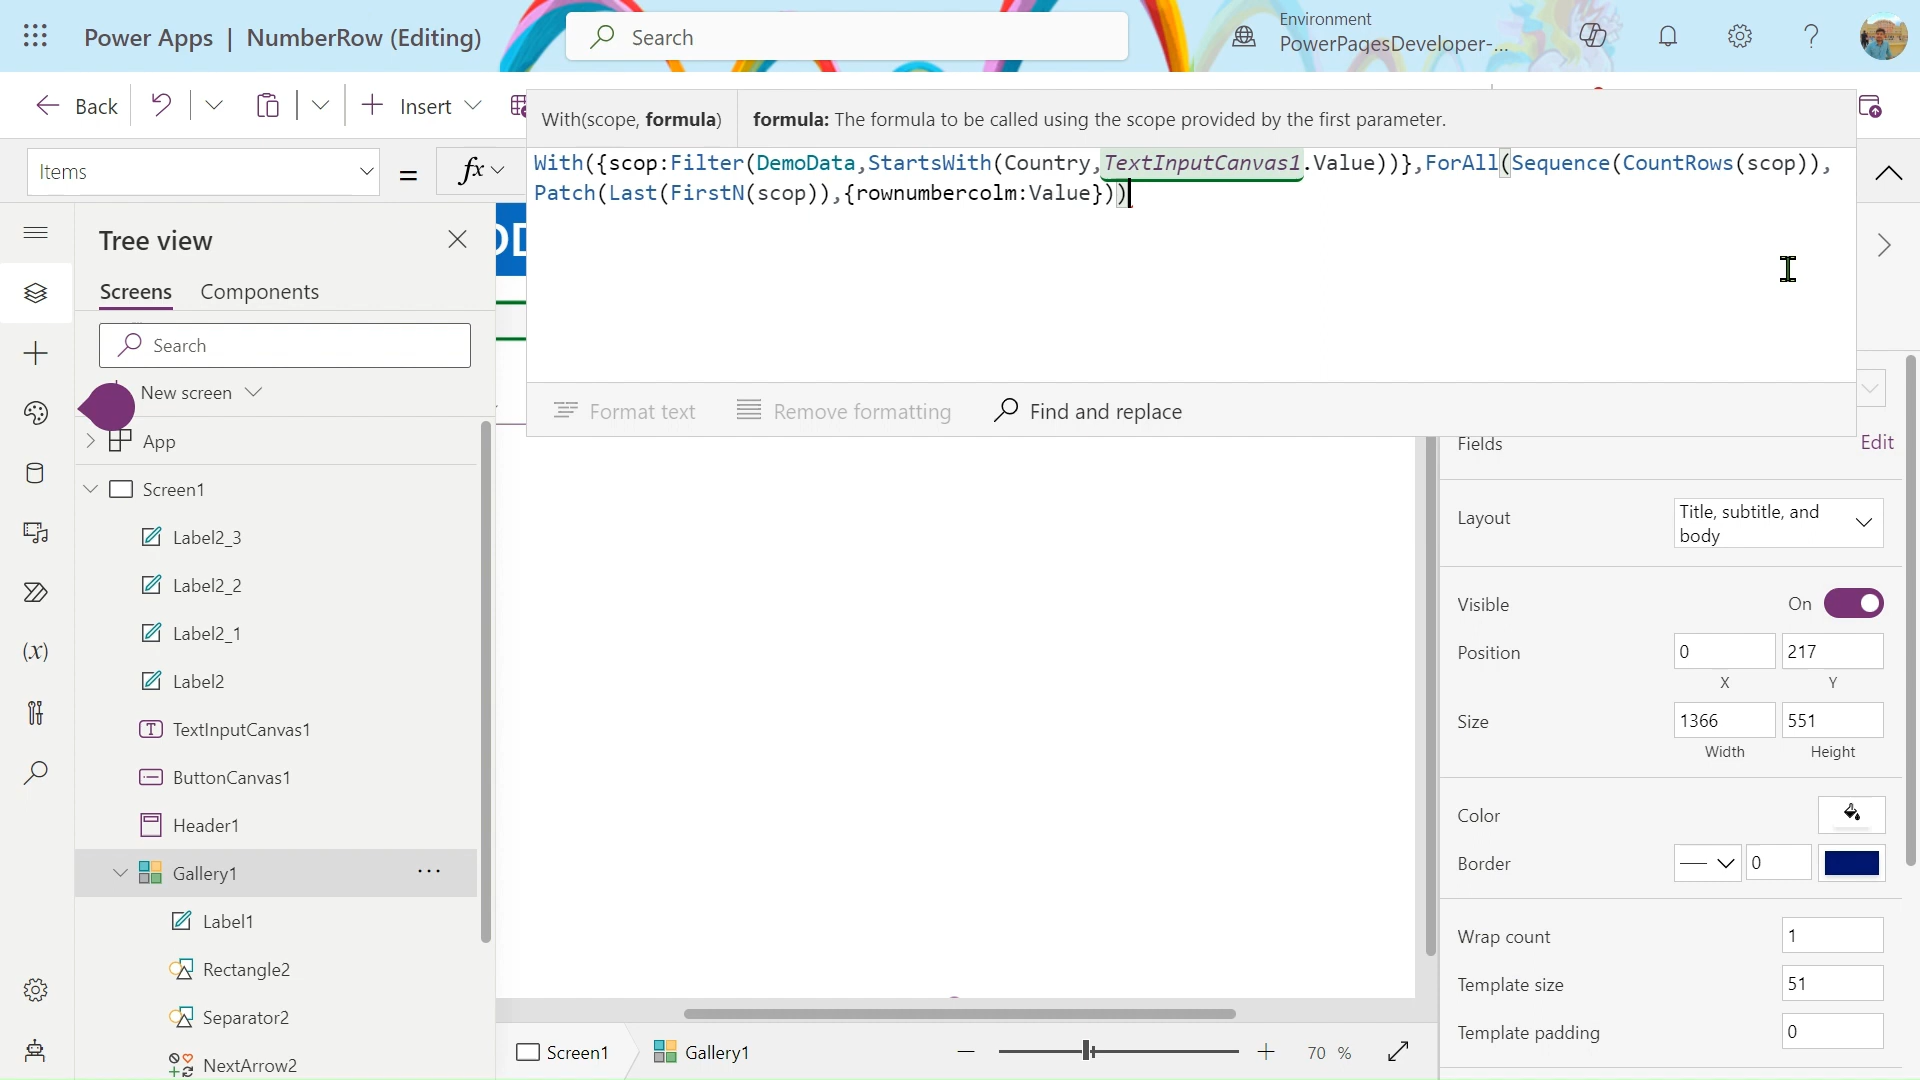 Power Apps | NumberRow (Editing)
Search
Environment
PowerPagesDeveloper-...
Back
Insert
With(scope, formula)
formula: The formula to be called using the scope provided by the first parameter.
Items
=
fx
With({scop:Filter(DemoData,StartsWith(Country,TextInputCanvas1.Value))},ForAll(Sequence(CountRows(scop)),
Patch(Last(FirstN(scop)),{rownumbercolm:Value}))
Format text
Remove formatting
Find and replace
Tree view
Screens
Components
Search
New screen
App
Screen1
Label2_3
Label2_2
Label2_1
Label2
TextInputCanvas1
ButtonCanvas1
Header1
Gallery1
Label1
Rectangle2
Separator2
NextArrow2
(x)
Fields
Edit
Layout
Title, subtitle, and
body
Visible
On
Position
0
217
X
Y
Size
1366
551
Width
Height
Color
Border
0
Wrap count
1
Template size
51
Template padding
0
Screen1
Gallery1
70 %